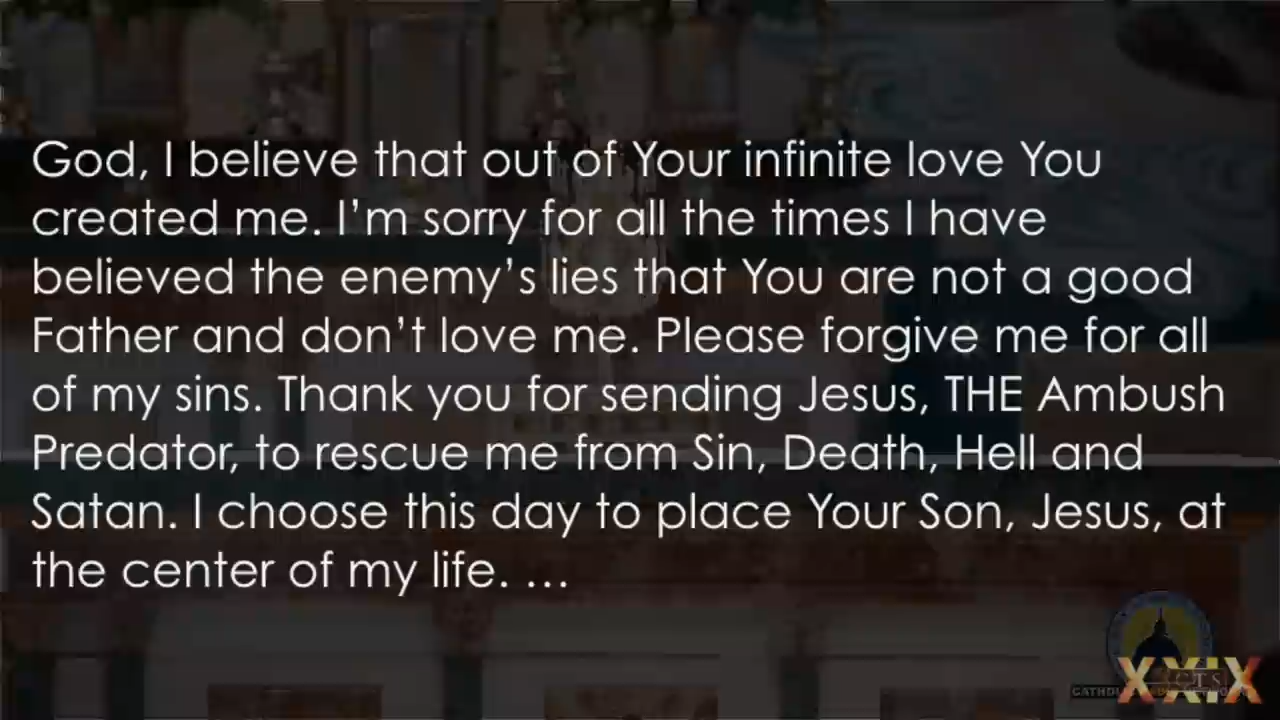 God, I believe that out of Your infinite love You
created me. I’m sorry for all the times I have
believed the enemy’s lies that You are not a good
Father and don’t love me. Please forgive me for all
of my sins. Thank you for sending Jesus, THE Ambush
Predator, to rescue me from Sin, Death, Hell and
Satan. I choose this day to place Your Son, Jesus, at
the center of my life. …
XXIX